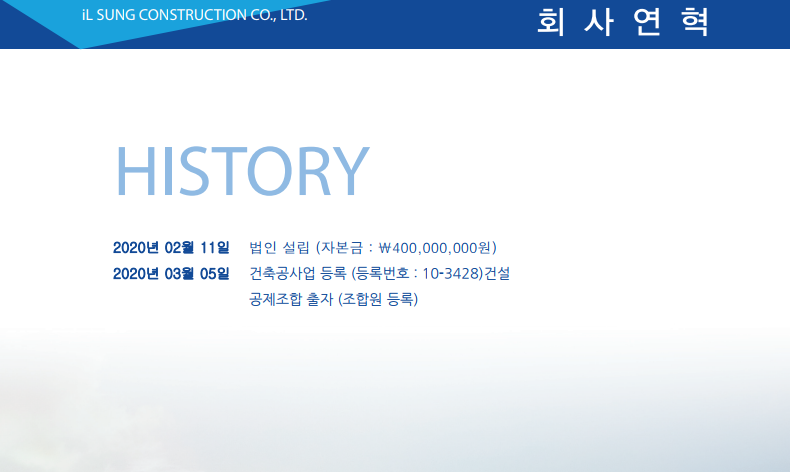 iL SUNG CONSTRUCTION CO., LTD.
회 사 연 혁
HISTORY
2020년 02월 11일 법인 설립 (자본금 : ₩400,000,000원)
2020년 03월 05일 건축공사업 등록 (등록번호 : 10-3428)건설
공제조합 출자 (조합원 등록)